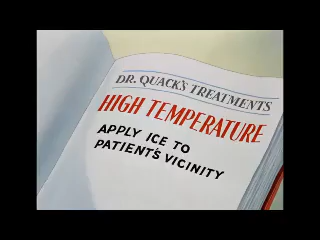 DR. QUACK'S TREATMENTS
HIGH TEMPERATURE
APPLY ICE TO
PATIENT'S VICINITY